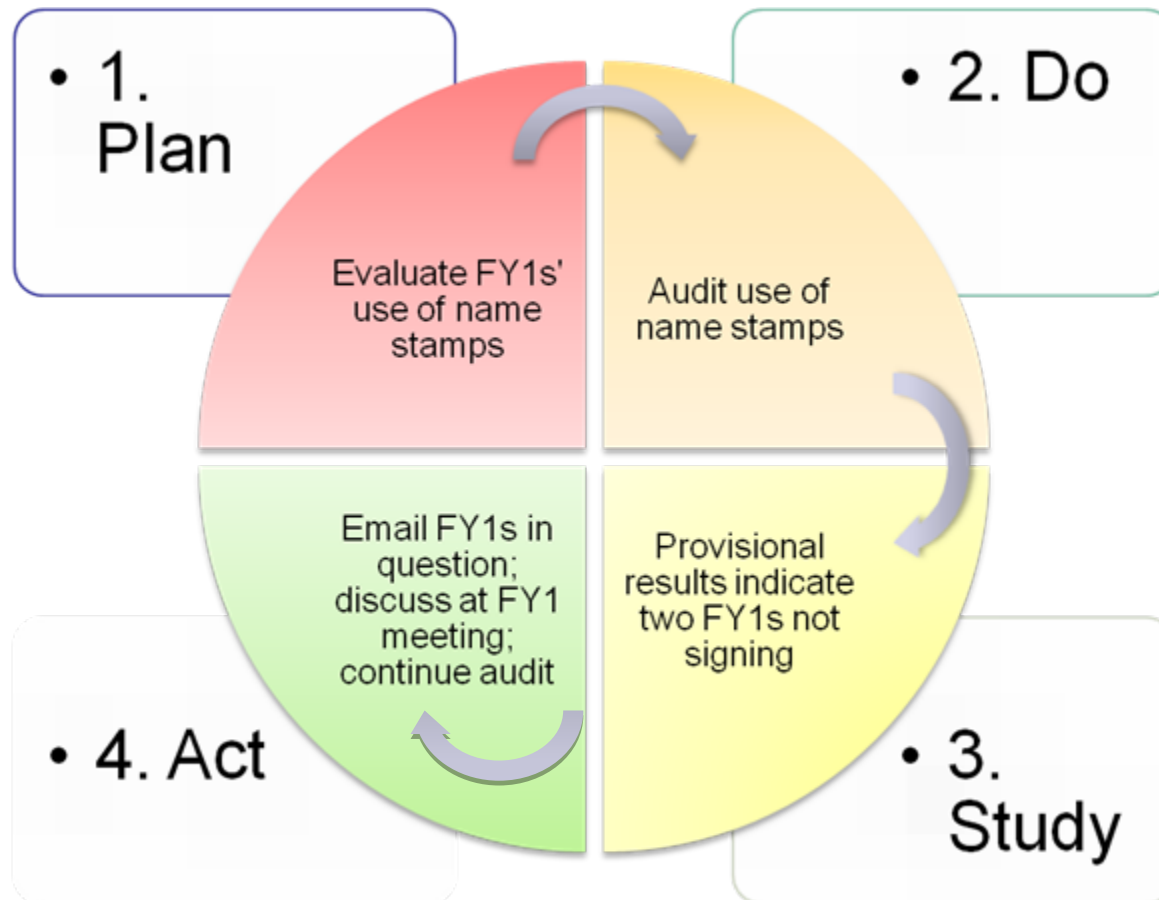 • 1.
Plan
Evaluate FY1s'
use of name
stamps
• 2. Do
Audit use of
name stamps
• 3.
Study
Provisional
results indicate
two FY1s not
signing
• 4. Act
Email FY1s in
question;
discuss at FY1
meeting;
continue audit